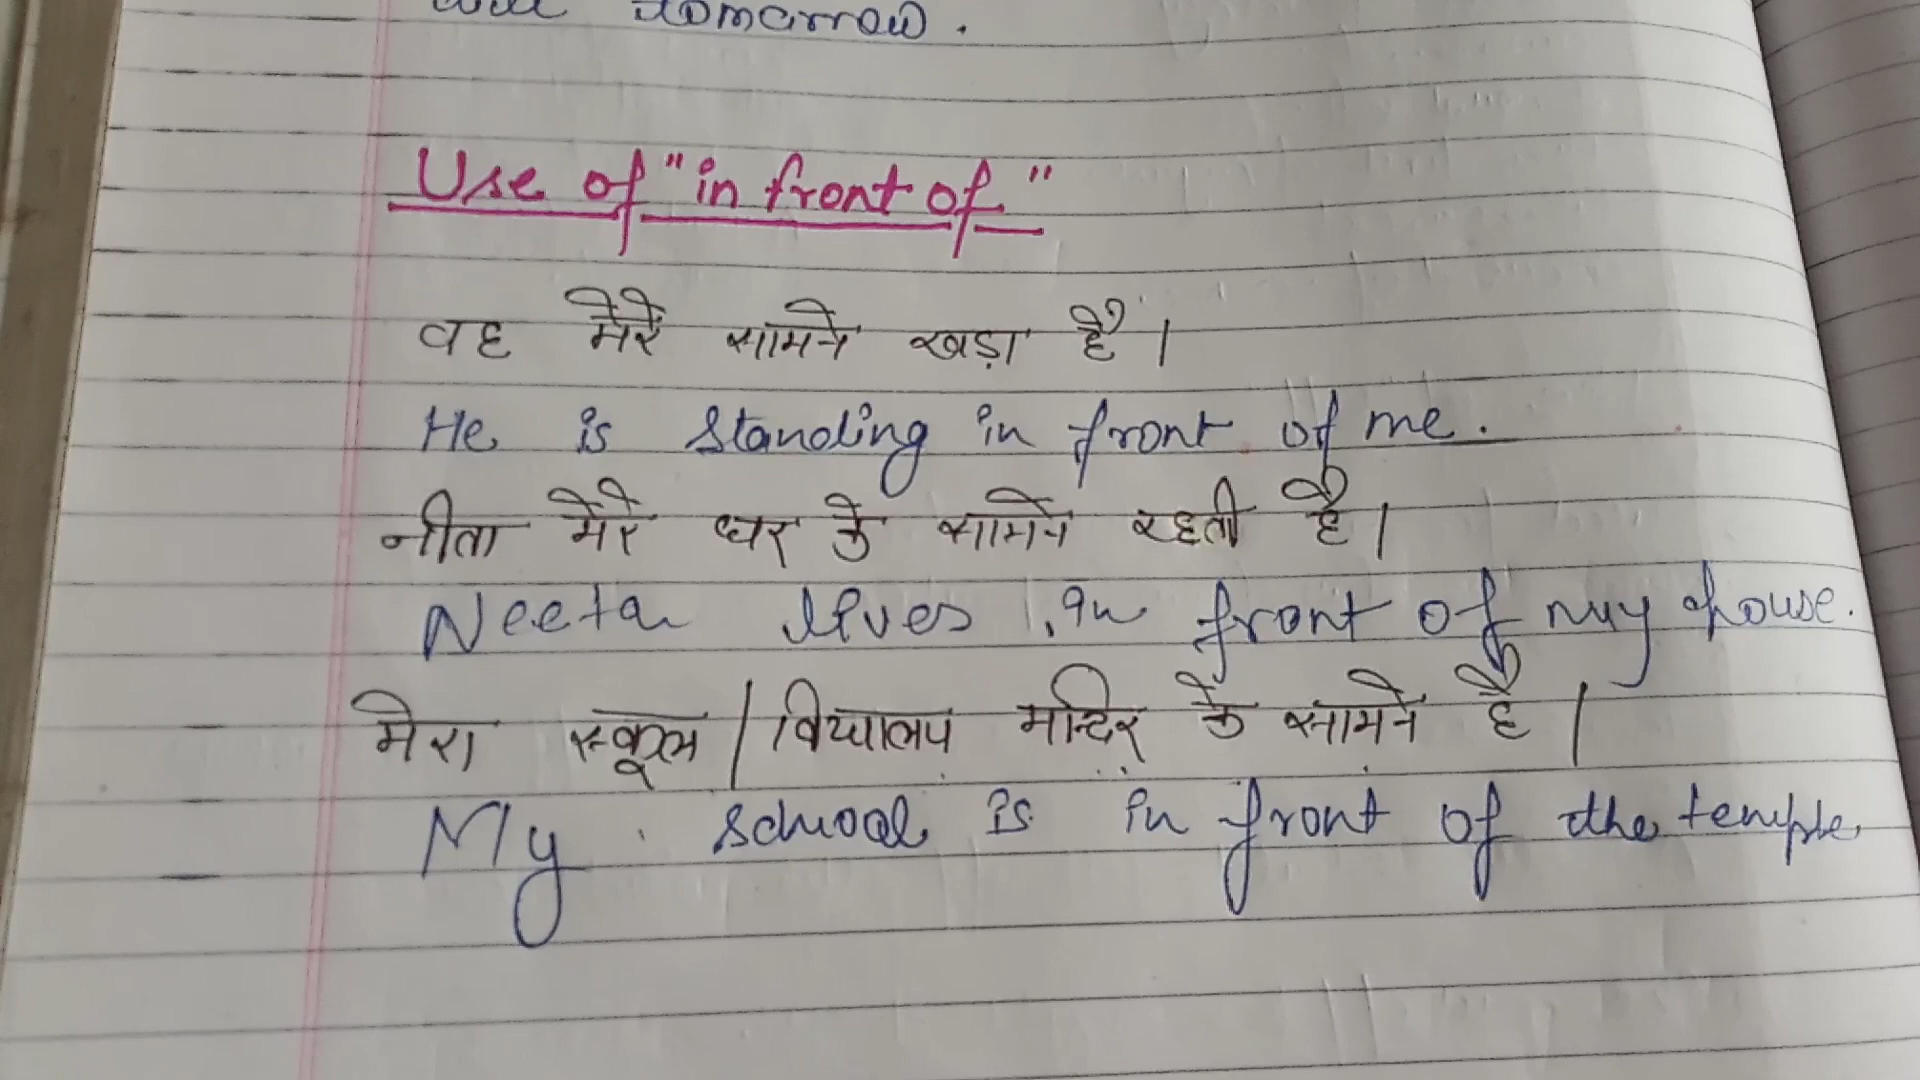 tomorrow.
Use of "in front of"
वह मेरे सामने खड़ा है।
He is standing in front of me.
नीता मेरे घर के सामने रहती है।
Neeta lives in front of my house.
मेरा स्कूल / विद्यालय मन्दिर के सामने है।
My school is in front of the temple.